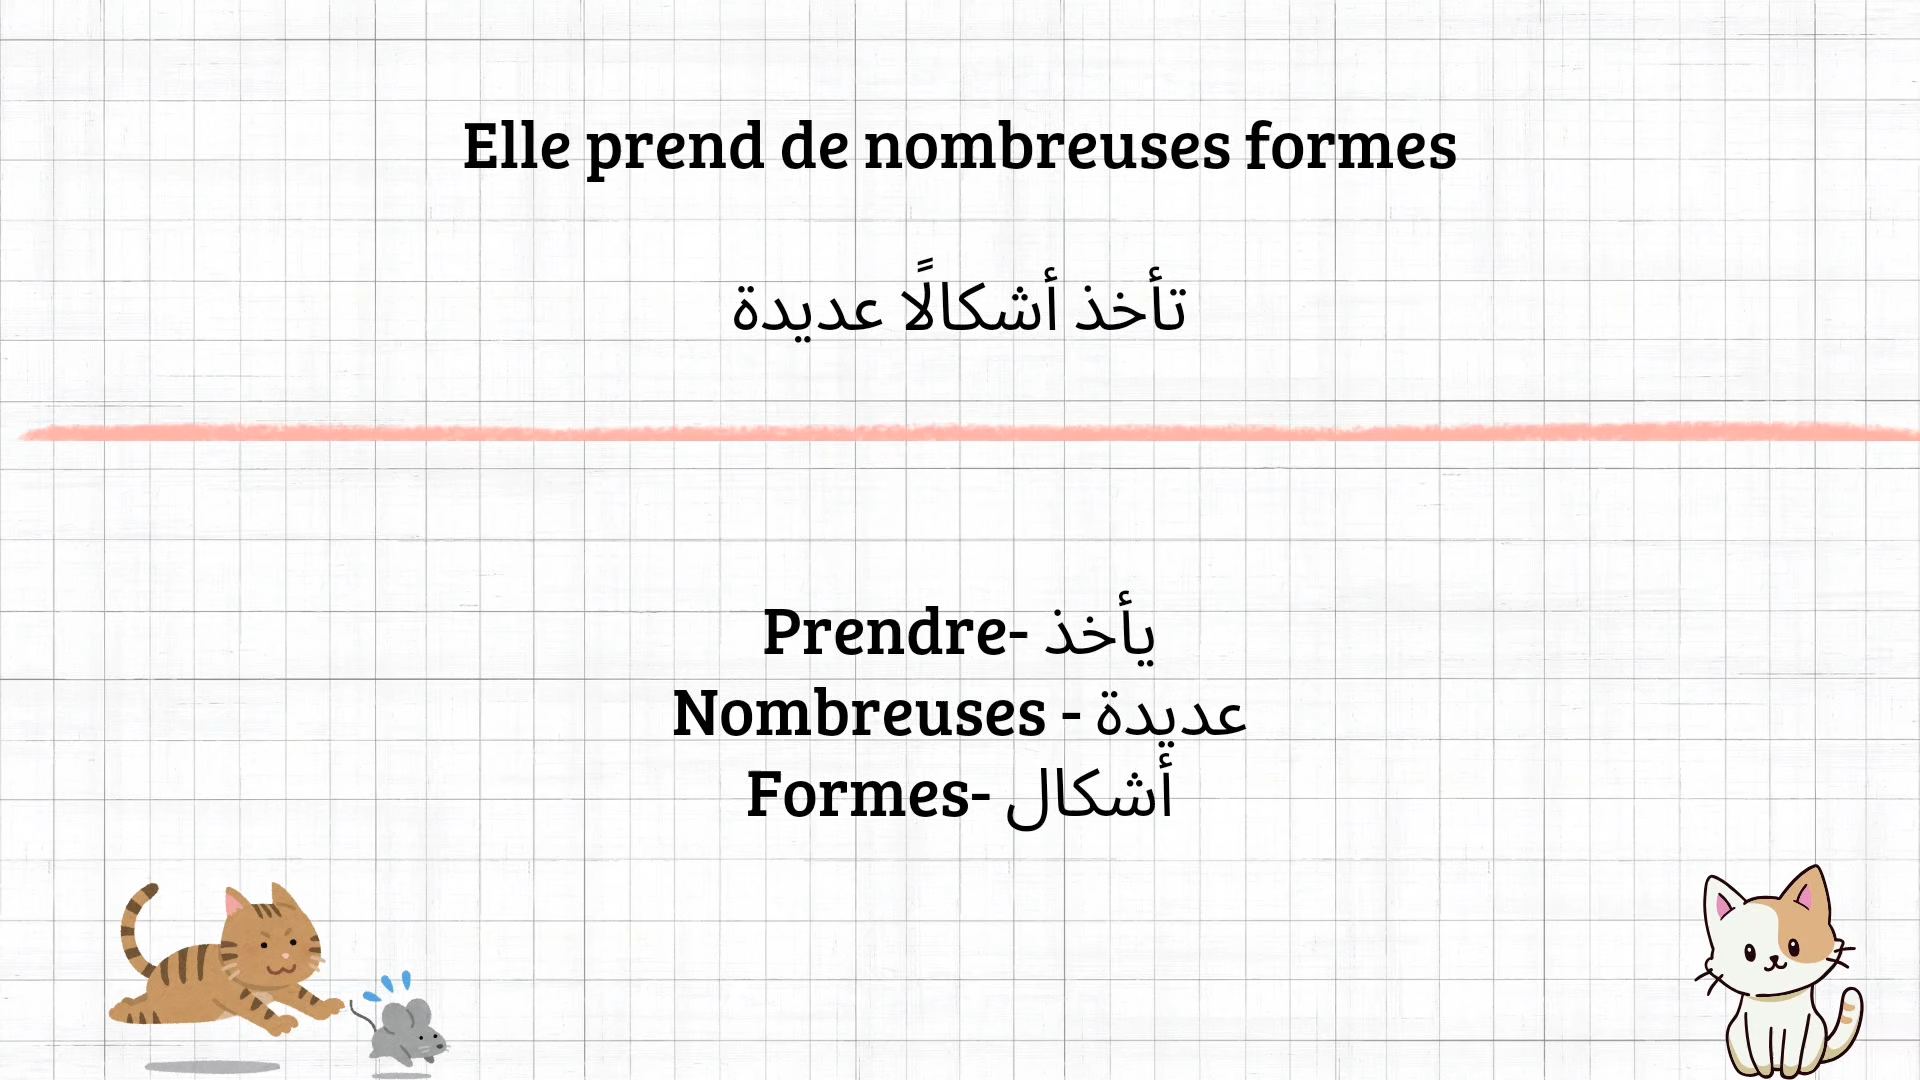 Elle prend de nombreuses formes
تأخذ أشكالًا عديدة
Prendre- يأخذ
Nombreuses - عديدة
Formes- أشكال